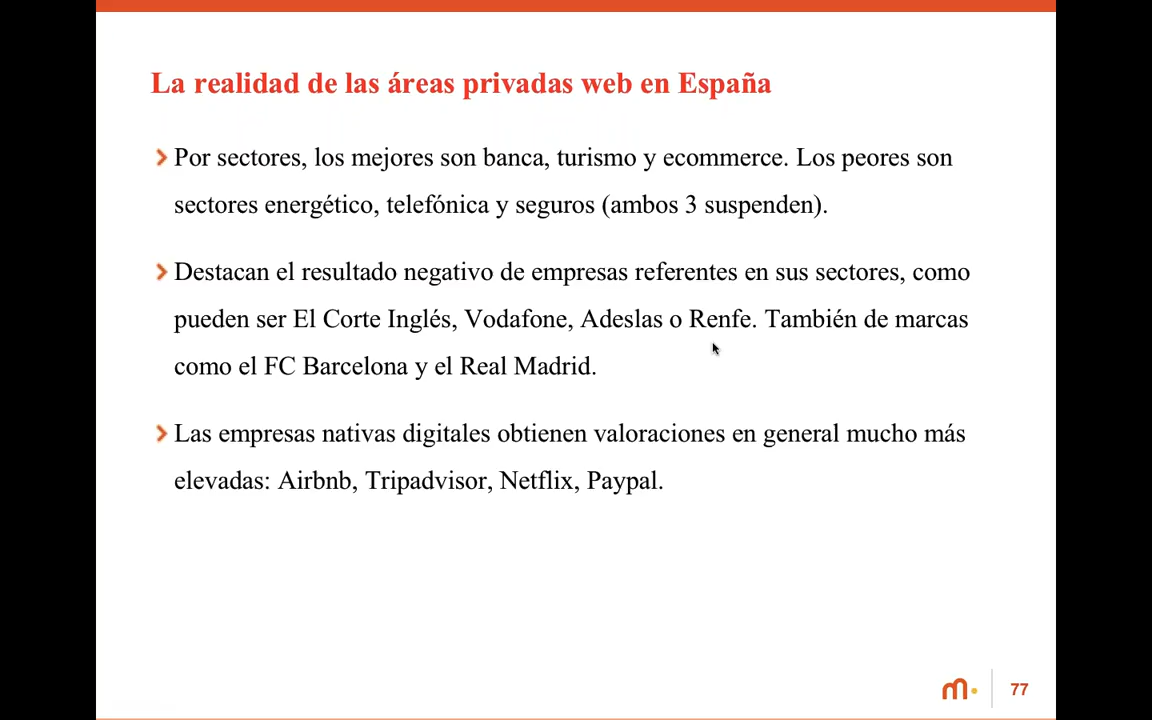 La realidad de las áreas privadas web en España
Por sectores, los mejores son banca, turismo y ecommerce. Los peores son
sectores energético, telefónica y seguros (ambos 3 suspenden).
Destacan el resultado negativo de empresas referentes en sus sectores, como
pueden ser El Corte Inglés, Vodafone, Adeslas o Renfe. También de marcas
como el FC Barcelona y el Real Madrid.
Las empresas nativas digitales obtienen valoraciones en general mucho más
elevadas: Airbnb, Tripadvisor, Netflix, Paypal.
m.
77